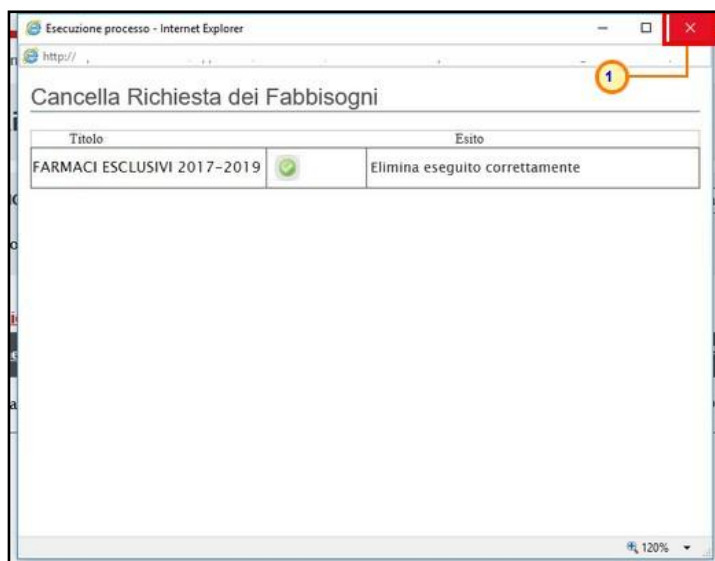 Esecuzione processo - Internet Explorer
http://
1
Cancella Richiesta dei Fabbisogni
Titolo Esito
FARMACI ESCLUSIVI 2017-2019 Elimina eseguito correttamente
120%